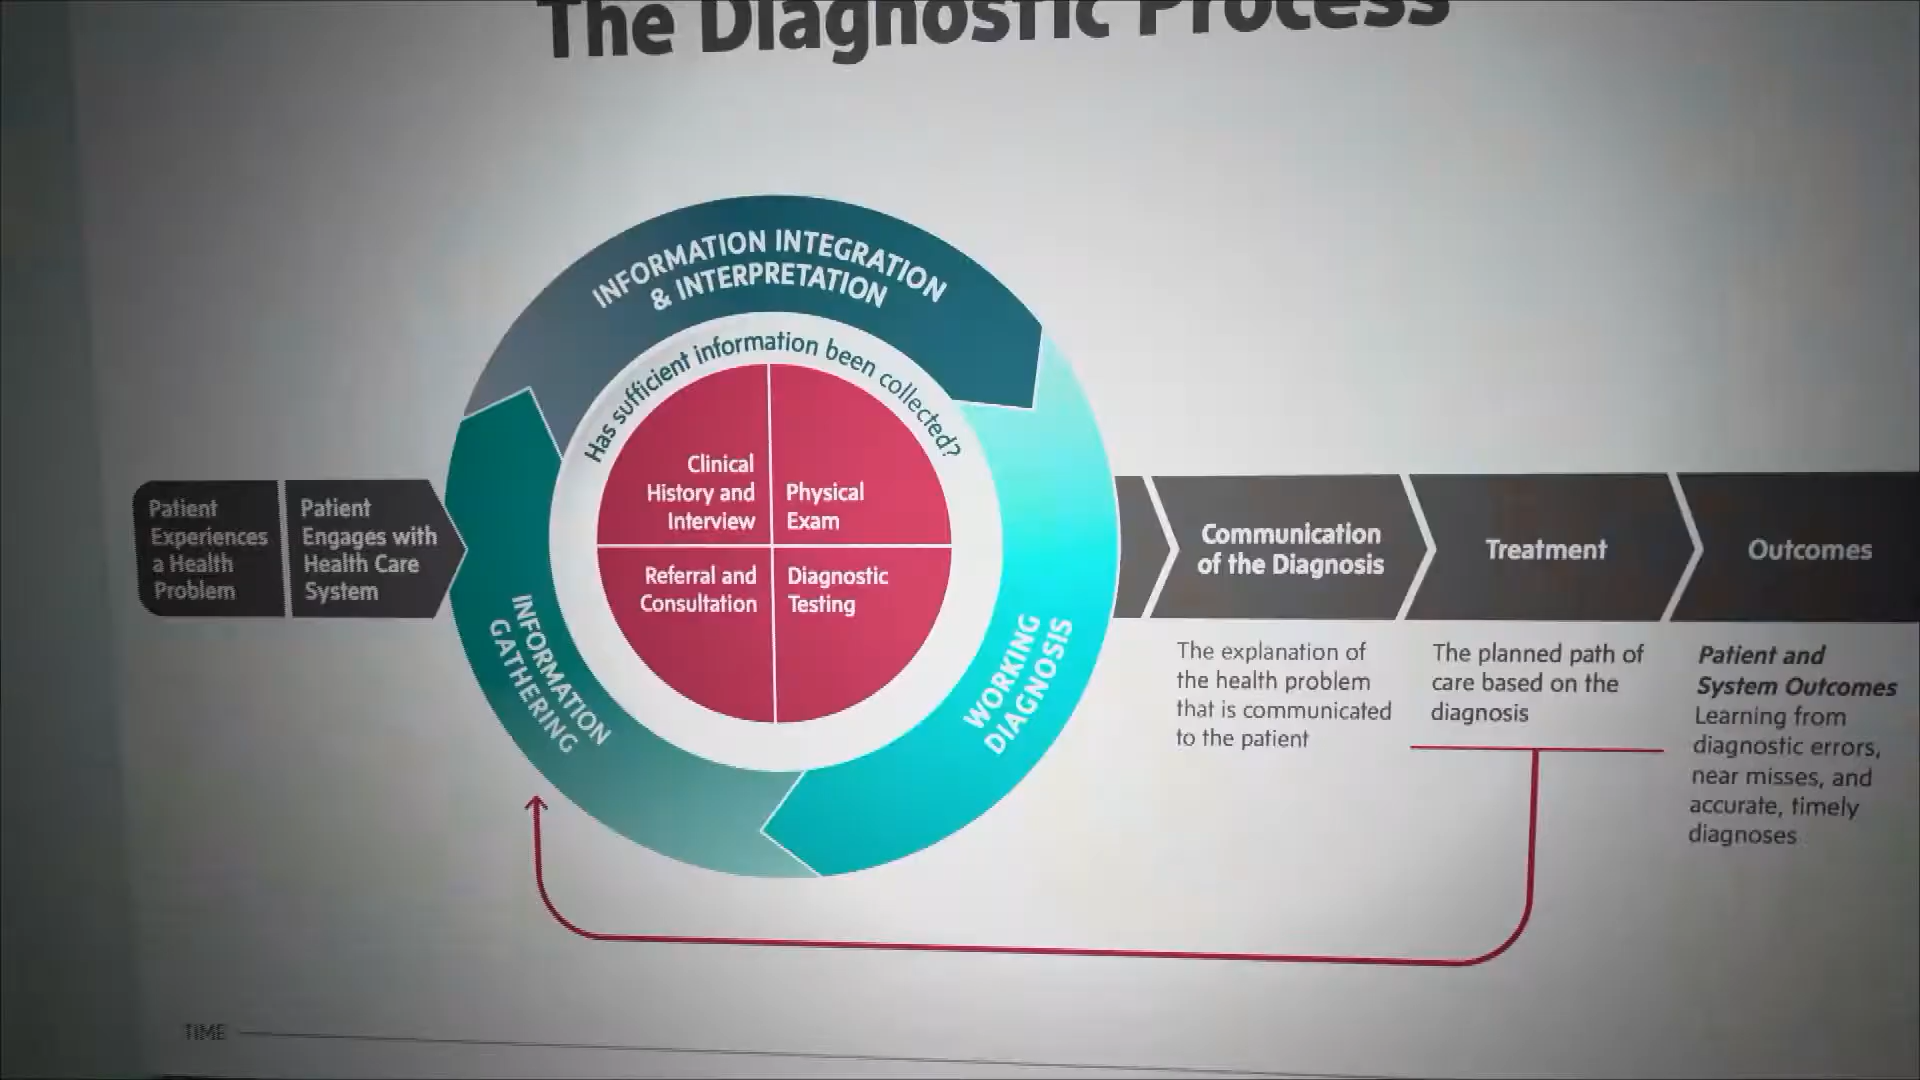 The Diagnostic Process
INFORMATION INTEGRATION
& INTERPRETATION
Has sufficient information been collected?
Clinical
History and
Interview
Physical
Exam
Referral and
Consultation
Diagnostic
Testing
INFORMATION
GATHERING
WORKING
DIAGNOSIS
Patient
Experiences
a Health
Problem
Patient
Engages with
Health Care
System
Communication
of the Diagnosis
The explanation of
the health problem
that is communicated
to the patient
Treatment
The planned path of
care based on the
diagnosis
Outcomes
Patient and
System Outcomes
Learning from
diagnostic errors,
near misses, and
accurate, timely
diagnoses
TIME